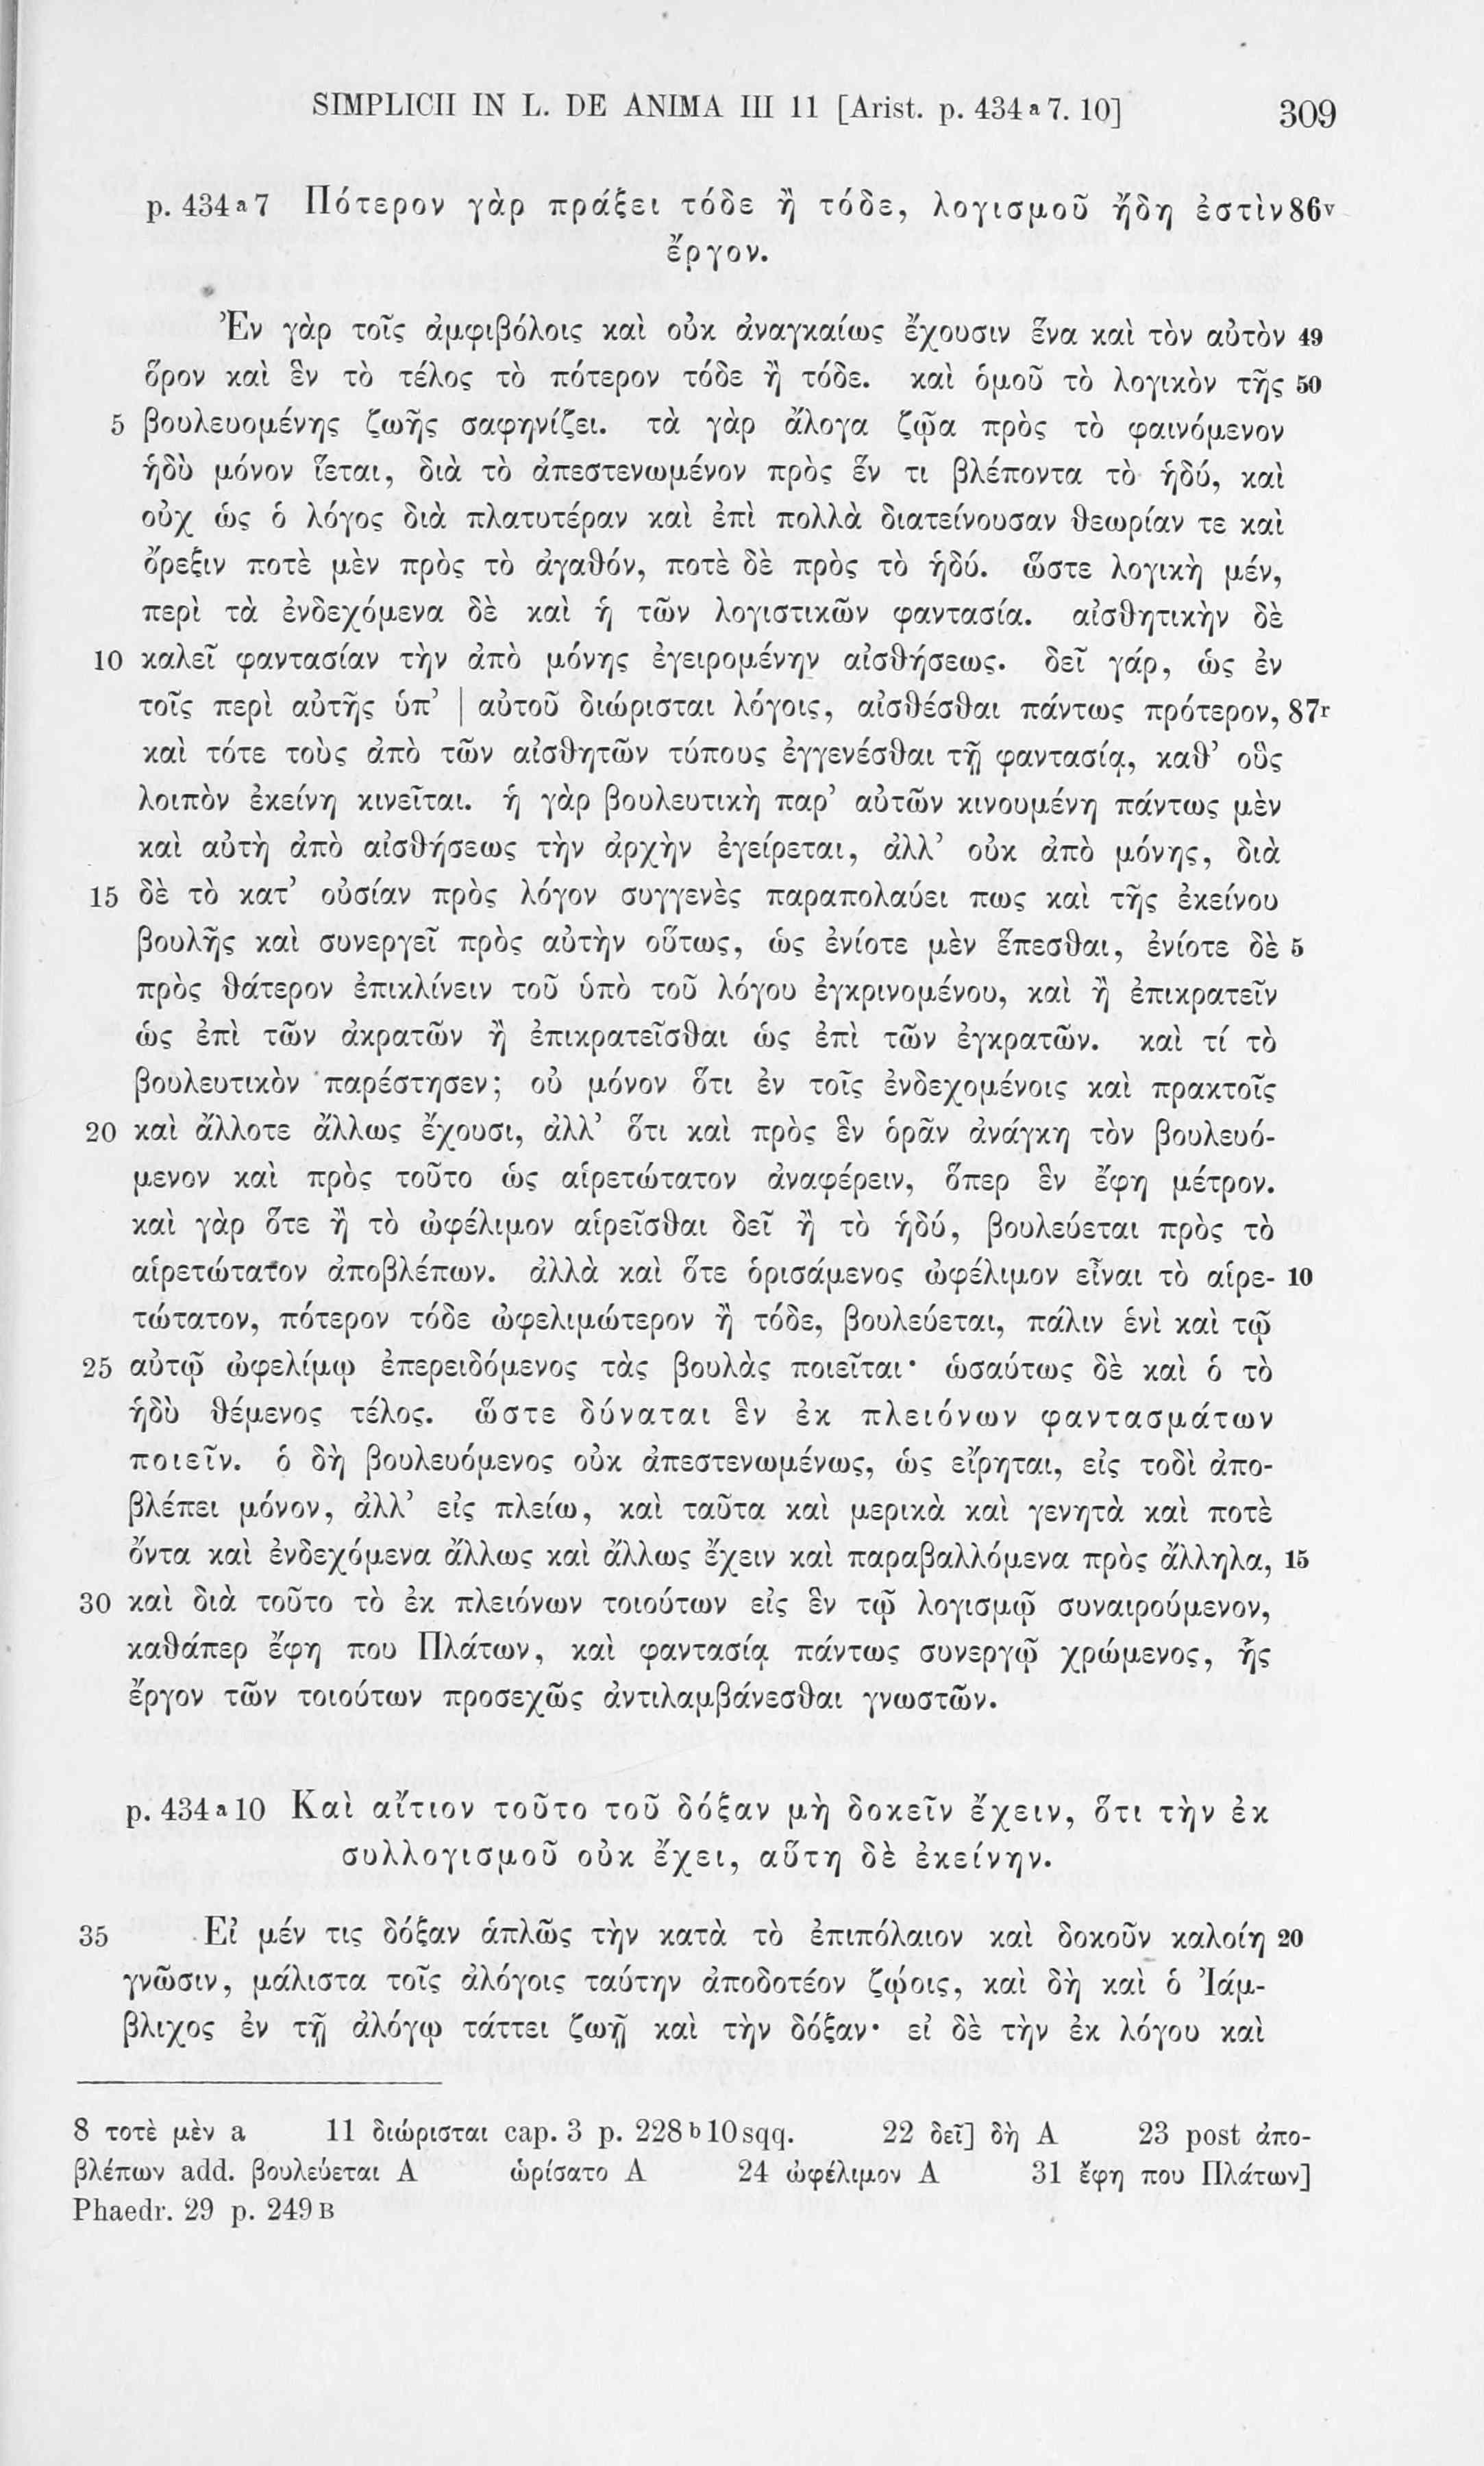 SIMPLICII IN L. DE ANIMA III 11 [Arist. p. 434 a 7. 10] 309
p. 434 a 7 Πότερον γὰρ πράξει τόδε ἢ τόδε, λογισμοῦ ἤδη ἐστὶν 86v
ἔργον.
Ἐν γὰρ τοῖς ἀμφιβόλοις καὶ οὐκ ἀναγκαίως ἔχουσιν ἕνα καὶ τὸν αὐτὸν 49
ὅρον καὶ ἓν τὸ τέλος τὸ πότερον τόδε ἢ τόδε. καὶ ὁμοῦ τὸ λογικὸν τῆς 50
5 βουλευομένης ζωῆς σαφηνίζει. τὰ γὰρ ἄλογα ζῷα πρὸς τὸ φαινόμενον
ἡδὺ μόνον ἵεται, διὰ τὸ ἀπεστενωμένον πρὸς ἕν τι βλέποντα τὸ ἡδύ, καὶ
οὐχ ὡς ὁ λόγος διὰ πλατυτέραν καὶ ἐπὶ πολλὰ διατείνουσαν θεωρίαν τε καὶ
ὄρεξιν ποτὲ μὲν πρὸς τὸ ἀγαθόν, ποτὲ δὲ πρὸς τὸ ἡδύ. ὥστε λογικὴ μέν,
περὶ τὰ ἐνδεχόμενα δὲ καὶ ἡ τῶν λογιστικῶν φαντασία. αἰσθητικὴν δὲ
10 καλεῖ φαντασίαν τὴν ἀπὸ μόνης ἐγειρομένην αἰσθήσεως. δεῖ γάρ, ὡς ἐν
τοῖς περὶ αὐτῆς ὑπ’ | αὐτοῦ διώρισται λόγοις, αἰσθέσθαι πάντως πρότερον, 87r
καὶ τότε τοὺς ἀπὸ τῶν αἰσθητῶν τύπους ἐγγενέσθαι τῇ φαντασίᾳ, καθ’ οὓς
λοιπὸν ἐκείνη κινεῖται. ἡ γὰρ βουλευτικὴ παρ’ αὐτῶν κινουμένη πάντως μὲν
καὶ αὐτὴ ἀπὸ αἰσθήσεως τὴν ἀρχὴν ἐγείρεται, ἀλλ’ οὐκ ἀπὸ μόνης, διὰ
15 δὲ τὸ κατ’ οὐσίαν πρὸς λόγον συγγενὲς παραπολαύει πως καὶ τῆς ἐκείνου
βουλῆς καὶ συνεργεῖ πρὸς αὐτὴν οὕτως, ὡς ἐνίοτε μὲν ἕπεσθαι, ἐνίοτε δὲ 5
πρὸς θάτερον ἐπικλίνειν τοῦ ὑπὸ τοῦ λόγου ἐγκρινομένου, καὶ ἢ ἐπικρατεῖν
ὡς ἐπὶ τῶν ἀκρατῶν ἢ ἐπικρατεῖσθαι ὡς ἐπὶ τῶν ἐγκρατῶν. καὶ τί τὸ
βουλευτικὸν παρέστησεν; οὐ μόνον ὅτι ἐν τοῖς ἐνδεχομένοις καὶ πρακτοῖς
20 καὶ ἄλλοτε ἄλλως ἔχουσι, ἀλλ’ ὅτι καὶ πρὸς ἓν ὁρᾶν ἀνάγκη τὸν βουλευό-
μενον καὶ πρὸς τοῦτο ὡς αἱρετώτατον ἀναφέρειν, ὅπερ ἓν ἔφη μέτρον.
καὶ γὰρ ὅτε ἢ τὸ ὠφέλιμον αἱρεῖσθαι δεῖ ἢ τὸ ἡδύ, βουλεύεται πρὸς τὸ
αἱρετώτατον ἀποβλέπων. ἀλλὰ καὶ ὅτε ὁρισάμενος ὠφέλιμον εἶναι τὸ αἱρε- 10
τώτατον, πότερον τόδε ὠφελιμώτερον ἢ τόδε, βουλεύεται, πάλιν ἑνὶ καὶ τῷ
25 αὐτῷ ὠφελίμῳ ἐπερειδόμενος τὰς βουλὰς ποιεῖται· ὡσαύτως δὲ καὶ ὁ τὸ
ἡδὺ θέμενος τέλος. ὥστε δύναται ἓν ἐκ πλειόνων φαντασμάτων
ποιεῖν. ὁ δὴ βουλευόμενος οὐκ ἀπεστενωμένως, ὡς εἴρηται, εἰς τοδὶ ἀπο-
βλέπει μόνον, ἀλλ’ εἰς πλείω, καὶ ταῦτα καὶ μερικὰ καὶ γενητὰ καὶ ποτὲ
ὄντα καὶ ἐνδεχόμενα ἄλλως καὶ ἄλλως ἔχειν καὶ παραβαλλόμενα πρὸς ἄλληλα, 15
30 καὶ διὰ τοῦτο τὸ ἐκ πλειόνων τοιούτων εἰς ἓν τῷ λογισμῷ συναιρούμενον,
καθάπερ ἔφη που Πλάτων, καὶ φαντασίᾳ πάντως συνεργῷ χρώμενος, ἧς
ἔργον τῶν τοιούτων προσεχῶς ἀντιλαμβάνεσθαι γνωστῶν.
p. 434 a 10 Καὶ αἴτιον τοῦτο τοῦ δόξαν μὴ δοκεῖν ἔχειν, ὅτι τὴν ἐκ
συλλογισμοῦ οὐκ ἔχει, αὕτη δὲ ἐκείνην.
35 Εἰ μέν τις δόξαν ἁπλῶς τὴν κατὰ τὸ ἐπιπόλαιον καὶ δοκοῦν καλοίη 20
γνῶσιν, μάλιστα τοῖς ἀλόγοις ταύτην ἀποδοτέον ζῴοις, καὶ δὴ καὶ ὁ Ἰάμ-
βλιχος ἐν τῇ ἀλόγῳ τάττει ζωῇ καὶ τὴν δόξαν· εἰ δὲ τὴν ἐκ λόγου καὶ
8 τοτὲ μὲν a 11 διώρισται cap. 3 p. 228 b 10 sqq. 22 δεῖ] δὴ A 23 post ἀπο-
βλέπων add. βουλεύεται A ὡρίσατο A 24 ὠφέλιμον A 31 ἔφη που Πλάτων]
Phaedr. 29 p. 249 B